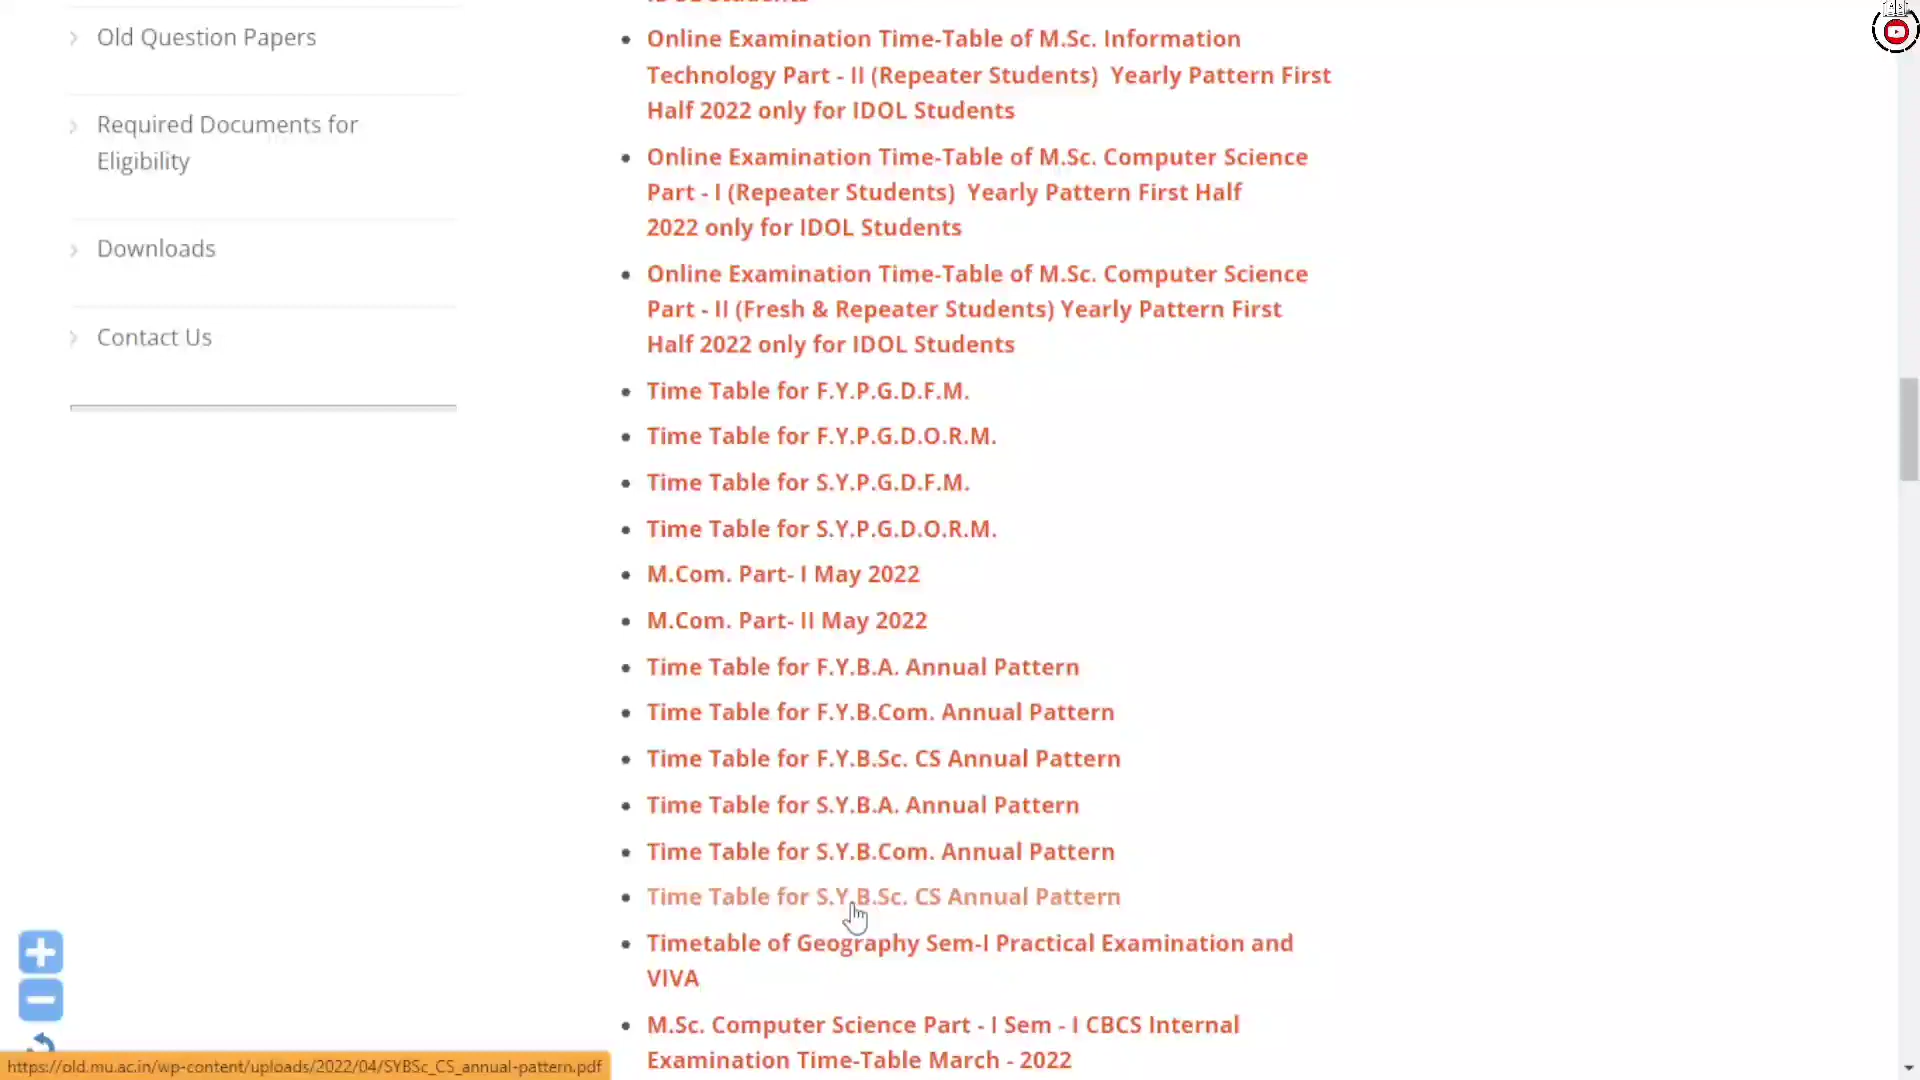 Old Question Papers
Required Documents for
Eligibility
Downloads
Contact Us
Online Examination Time-Table of M.Sc. Information
Technology Part - II (Repeater Students)  Yearly Pattern First
Half 2022 only for IDOL Students
Online Examination Time-Table of M.Sc. Computer Science
Part - I (Repeater Students)  Yearly Pattern First Half
2022 only for IDOL Students
Online Examination Time-Table of M.Sc. Computer Science
Part - II (Fresh & Repeater Students) Yearly Pattern First
Half 2022 only for IDOL Students
Time Table for F.Y.P.G.D.F.M.
Time Table for F.Y.P.G.D.O.R.M.
Time Table for S.Y.P.G.D.F.M.
Time Table for S.Y.P.G.D.O.R.M.
M.Com. Part- I May 2022
M.Com. Part- II May 2022
Time Table for F.Y.B.A. Annual Pattern
Time Table for F.Y.B.Com. Annual Pattern
Time Table for F.Y.B.Sc. CS Annual Pattern
Time Table for S.Y.B.A. Annual Pattern
Time Table for S.Y.B.Com. Annual Pattern
Time Table for S.Y.B.Sc. CS Annual Pattern
Timetable of Geography Sem-I Practical Examination and
VIVA
M.Sc. Computer Science Part - I Sem - I CBCS Internal
Examination Time-Table March - 2022
https://old.mu.ac.in/wp-content/uploads/2022/04/SYBSc_CS_annual-pattern.pdf